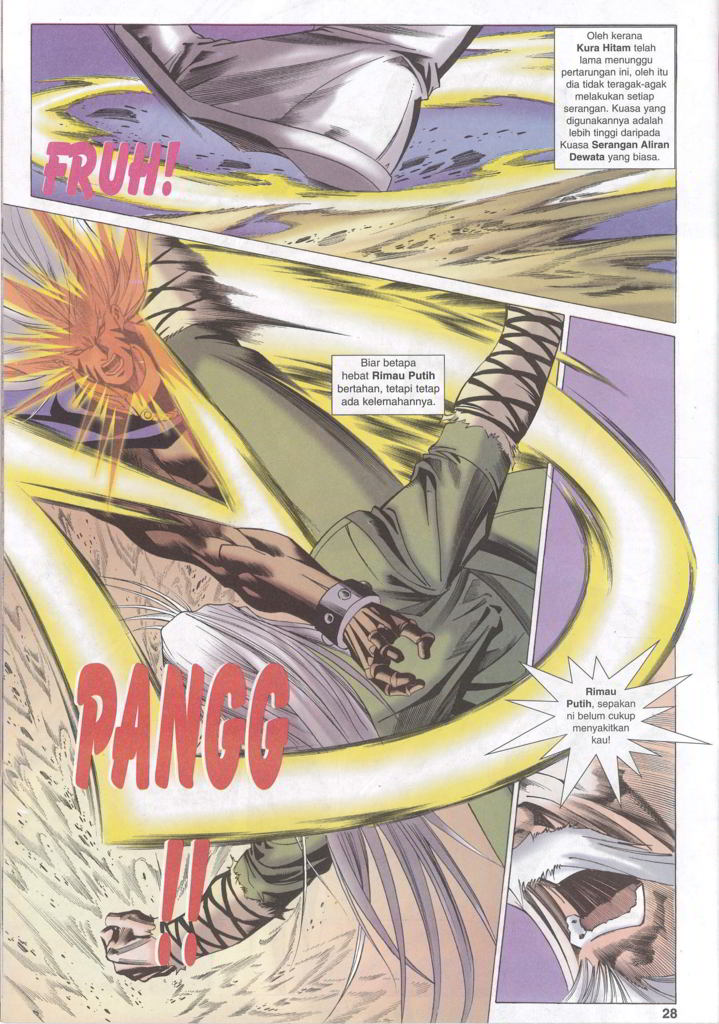 Oleh kerana
Kura Hitam telah
lama menunggu
pertarungan ini, oleh itu
dia tidak teragak-agak
melakukan setiap
serangan. Kuasa yang
digunakannya adalah
lebih tinggi daripada
Kuasa Serangan Aliran
Dewata yang biasa.
FRUH!
Biar betapa
hebat Rimau Putih
bertahan, tetapi tetap
ada kelemahannya.
PANGG
!!
Rimau
Putih, sepakan
ni belum cukup
menyakitkan
kau!
28